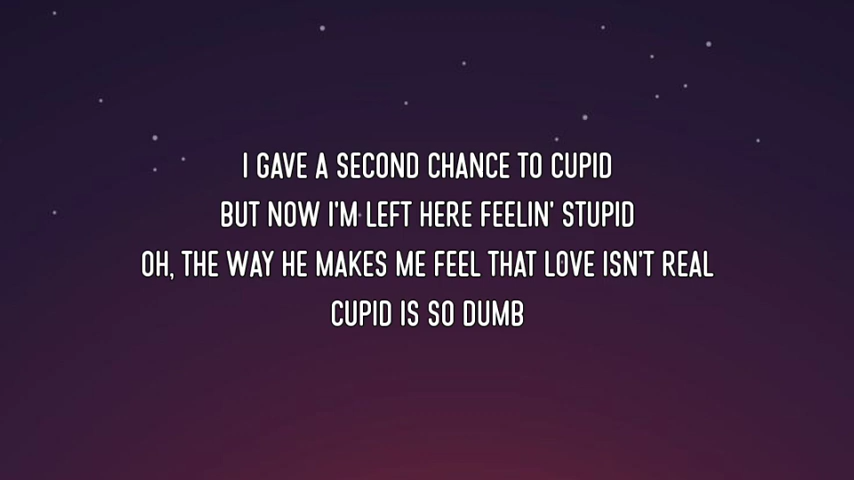 I GAVE A SECOND CHANCE TO CUPID
BUT NOW I'M LEFT HERE FEELIN' STUPID
OH, THE WAY HE MAKES ME FEEL THAT LOVE ISN'T REAL
CUPID IS SO DUMB